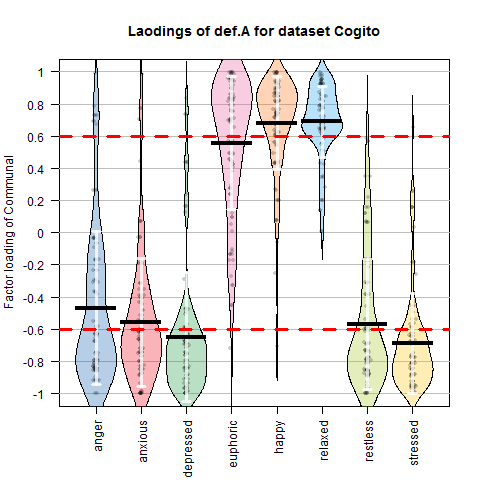 Laodings of def.A for dataset Cogito
Factor loading of Communal
1
0.8
0.6
0.4
0.2
0
-0.2
-0.4
-0.6
-0.8
-1
anger
anxious
depressed
euphoric
happy
relaxed
restless
stressed